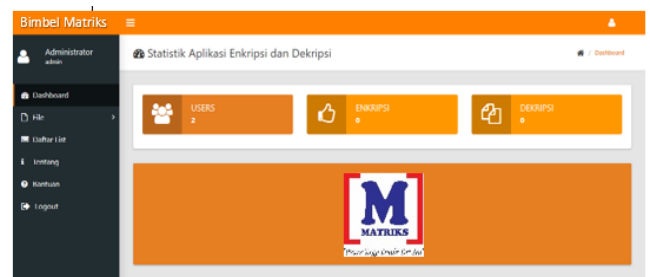 Bimbel Matriks
Administrator
admin
Statistik Aplikasi Enkripsi dan Dekripsi
/ Dashboard
Dashboard
File
Daftar List
Tentang
Bantuan
Logout
USERS
2
ENKRIPSI
0
DEKRIPSI
0
M
MATRIKS